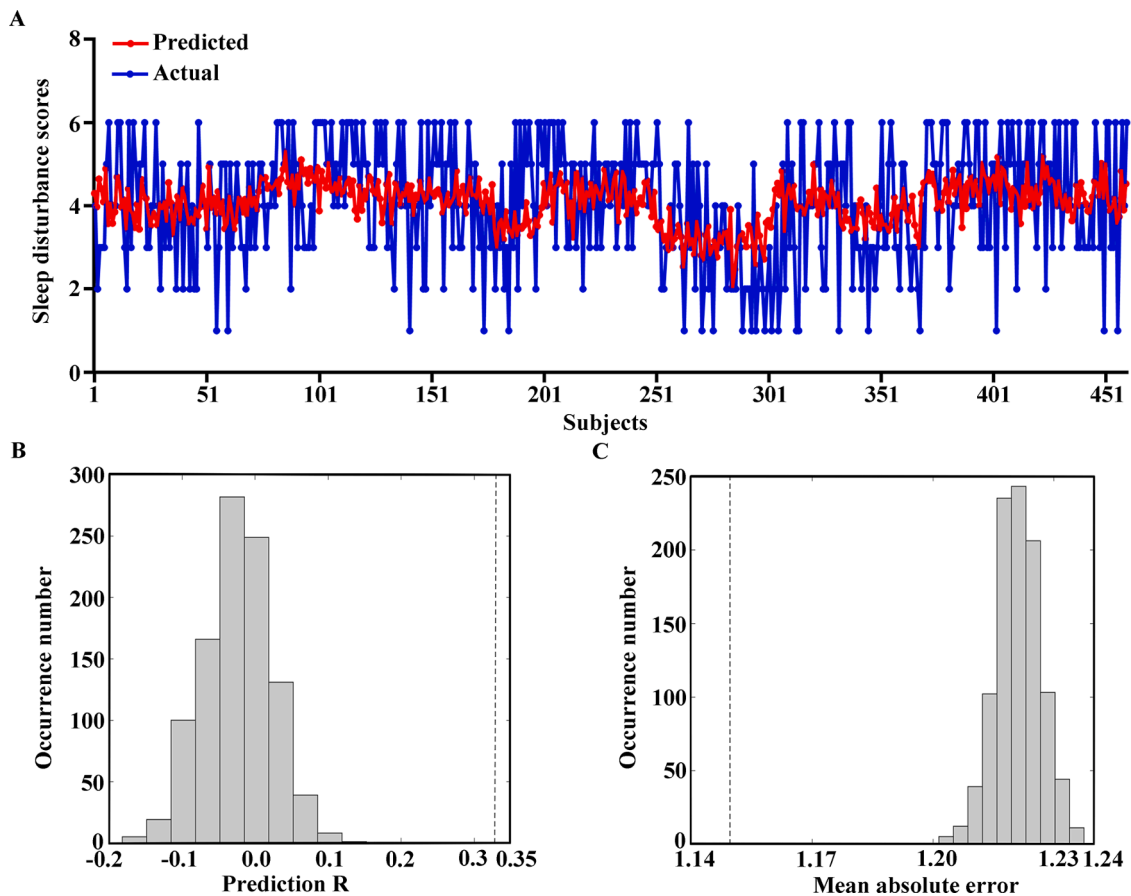 A
8
6
4
2
0
Sleep disturbance scores
Predicted
Actual
1 51 101 151 201 251 301 351 401 451
Subjects
B
300
250
200
150
100
50
0
Occurrence number
-0.2 -0.1 0.0 0.1 0.2 0.3 0.35
Prediction R
C
250
200
150
100
50
0
Occurrence number
1.14 1.17 1.20 1.23 1.24
Mean absolute error